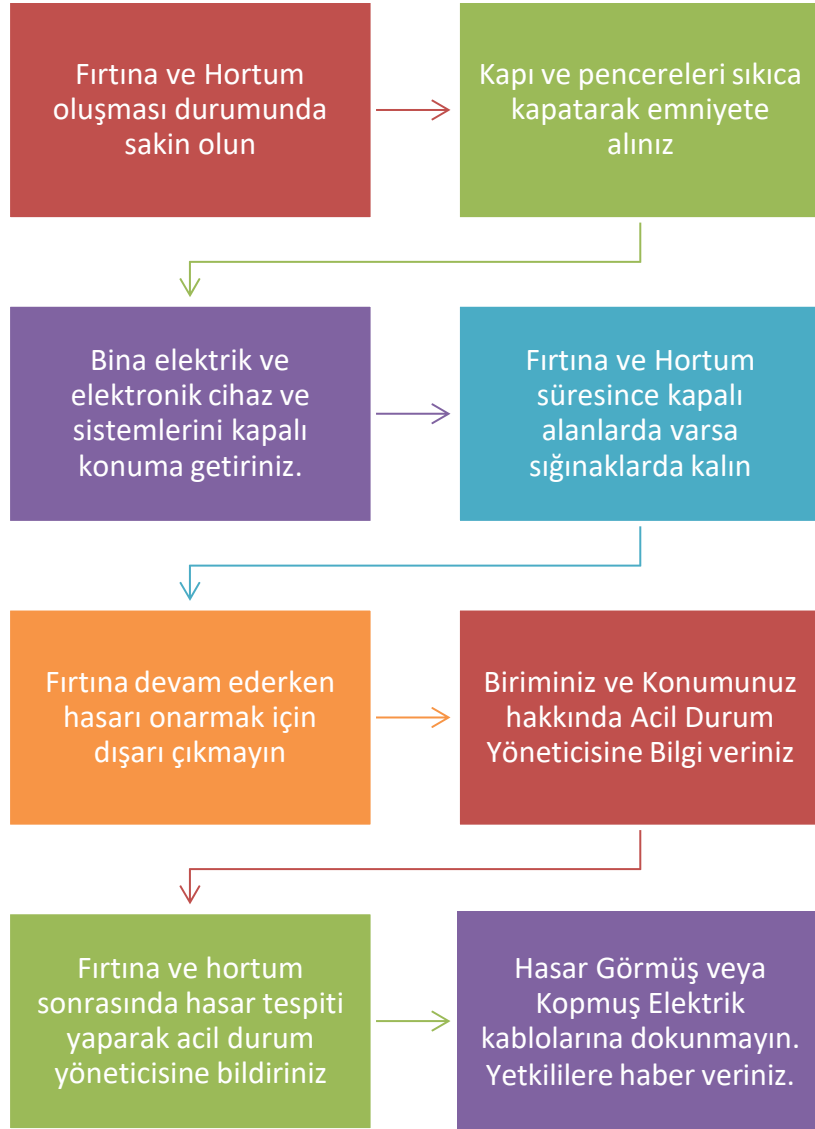 Fırtına ve Hortum
oluşması durumunda
sakin olun
Kapı ve pencereleri sıkıca
kapatarak emniyete
alınız
Bina elektrik ve
elektronik cihaz ve
sistemlerini kapalı
konuma getiriniz.
Fırtına ve Hortum
süresince kapalı
alanlarda varsa
sığınaklarda kalın
Fırtına devam ederken
hasarı onarmak için
dışarı çıkmayın
Biriminiz ve Konumunuz
hakkında Acil Durum
Yöneticisine Bilgi veriniz
Fırtına ve hortum
sonrasında hasar tespiti
yaparak acil durum
yöneticisine bildiriniz
Hasar Görmüş veya
Kopmuş Elektrik
kablolarına dokunmayın.
Yetkililere haber veriniz.